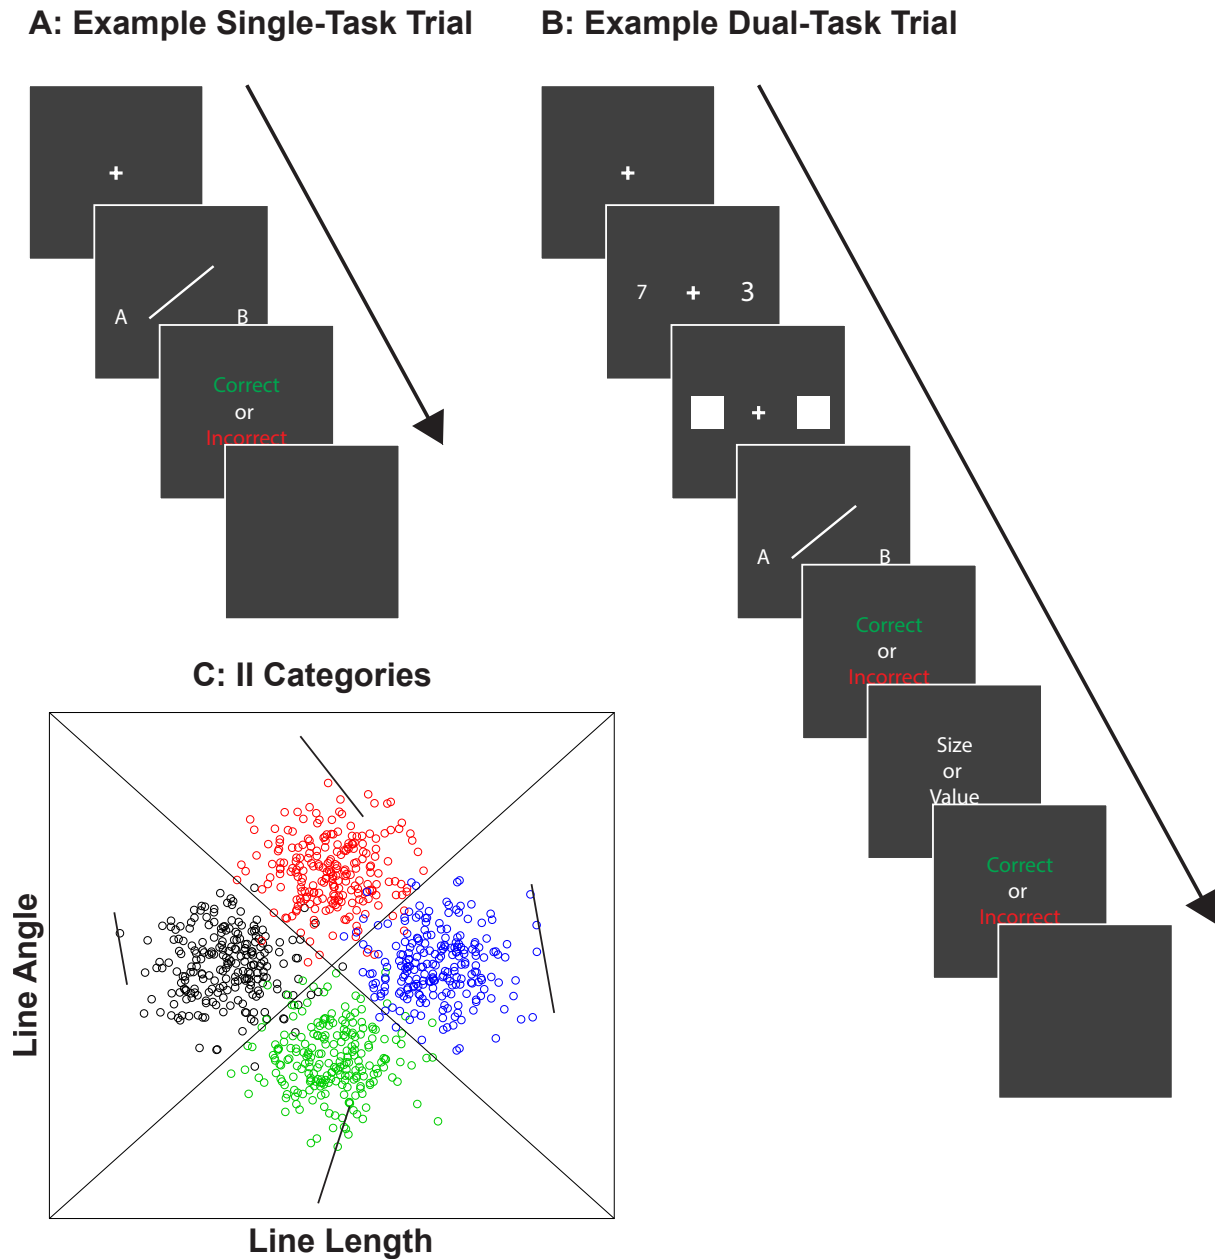 A: Example Single-Task Trial
+
A B
Correct
or
Incorrect
B: Example Dual-Task Trial
+
7 + 3
+
A B
Correct
or
Incorrect
Size
or
Value
Correct
or
Incorrect
C: II Categories
Line Angle
Line Length